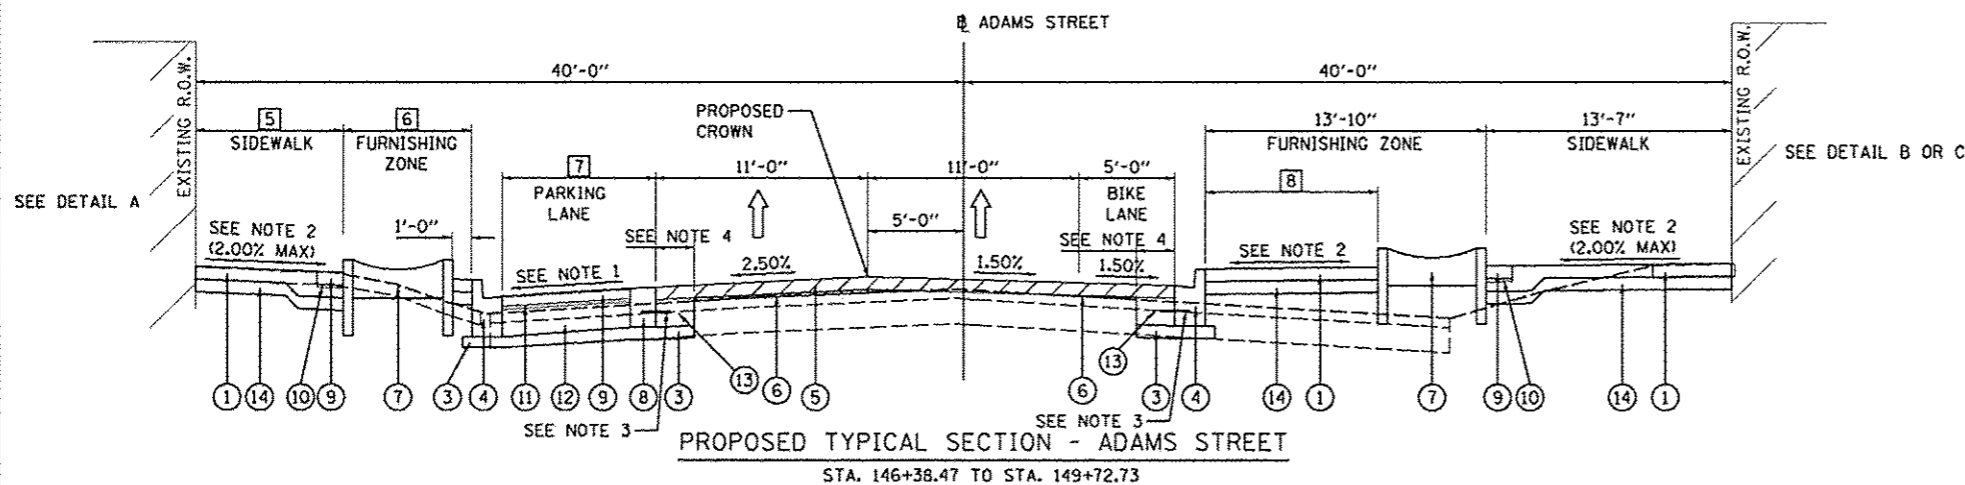 ℄ ADAMS STREET
40'-0" 40'-0"
EXISTING R.O.W. EXISTING R.O.W.
PROPOSED
CROWN
5 6 13'-10" 13'-7"
SIDEWALK FURNISHING
ZONE FURNISHING ZONE SIDEWALK
SEE DETAIL A SEE DETAIL B OR C
7 11'-0" 11'-0" 5'-0" 8
PARKING
LANE
BIKE
LANE
1'-0" 5'-0"
SEE NOTE 2
(2.00% MAX)
SEE NOTE 4 SEE NOTE 4
SEE NOTE 2
SEE NOTE 2
(2.00% MAX)
SEE NOTE 1 2.50% 1.50% 1.50%
13 13
6 5 6
1 14 10 9 7 3 4 11 12 9 8 3 3 4 14 1 7 9 10 14 1
SEE NOTE 3 SEE NOTE 3
PROPOSED TYPICAL SECTION - ADAMS STREET
STA. 146+38.47 TO STA. 149+72.73